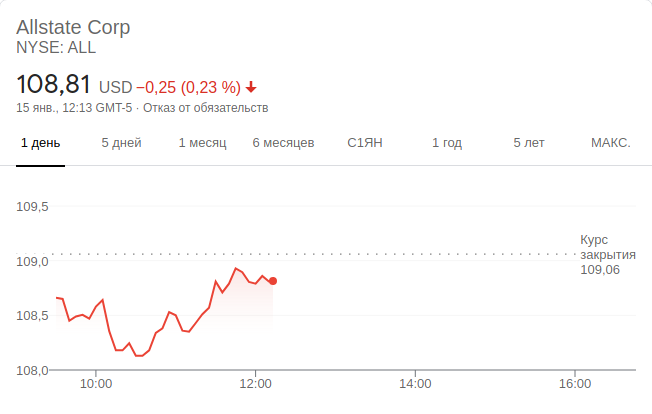 Allstate Corp
NYSE: ALL
108,81 USD −0,25 (0,23 %)
15 янв., 12:13 GMT-5 · Отказ от обязательств
1 день 5 дней 1 месяц 6 месяцев С1ЯН 1 год 5 лет МАКС.
109,5
109,0
108,5
108,0
Курс
закрытия
109,06
10:00 12:00 14:00 16:00